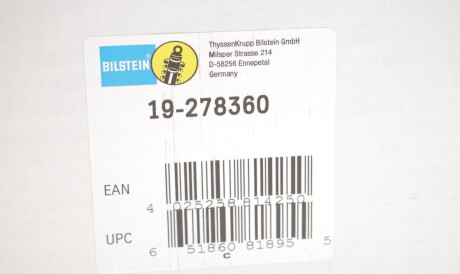 BILSTEIN
ThyssenKrupp Bilstein GmbH
Milsper Strasse 214
D-58256 Ennepetal
Germany
19-278360
EAN
4 025258 814250
UPC
6 51860 81895 5
C